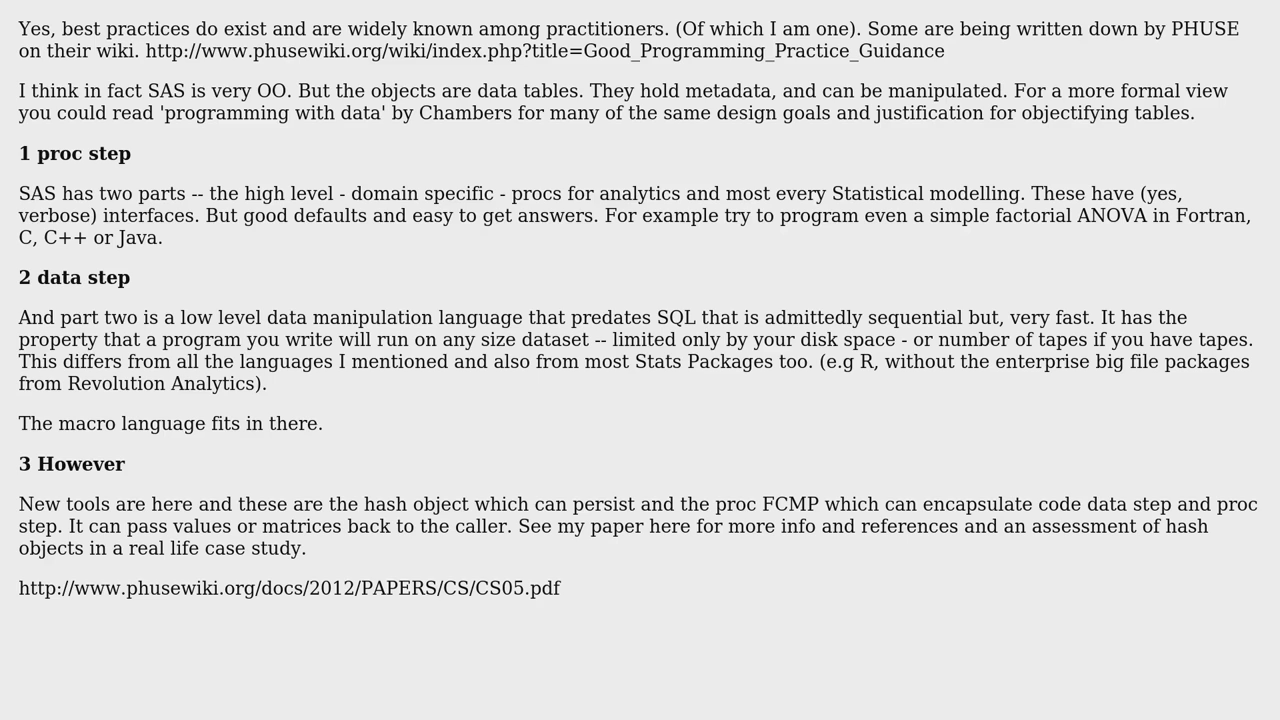 Yes, best practices do exist and are widely known among practitioners. (Of which I am one). Some are being written down by PHUSE
on their wiki. http://www.phusewiki.org/wiki/index.php?title=Good_Programming_Practice_Guidance
I think in fact SAS is very OO. But the objects are data tables. They hold metadata, and can be manipulated. For a more formal view
you could read 'programming with data' by Chambers for many of the same design goals and justification for objectifying tables.
1 proc step
SAS has two parts -- the high level - domain specific - procs for analytics and most every Statistical modelling. These have (yes,
verbose) interfaces. But good defaults and easy to get answers. For example try to program even a simple factorial ANOVA in Fortran,
C, C++ or Java.
2 data step
And part two is a low level data manipulation language that predates SQL that is admittedly sequential but, very fast. It has the
property that a program you write will run on any size dataset -- limited only by your disk space - or number of tapes if you have tapes.
This differs from all the languages I mentioned and also from most Stats Packages too. (e.g R, without the enterprise big file packages
from Revolution Analytics).
The macro language fits in there.
3 However
New tools are here and these are the hash object which can persist and the proc FCMP which can encapsulate code data step and proc
step. It can pass values or matrices back to the caller. See my paper here for more info and references and an assessment of hash
objects in a real life case study.
http://www.phusewiki.org/docs/2012/PAPERS/CS/CS05.pdf